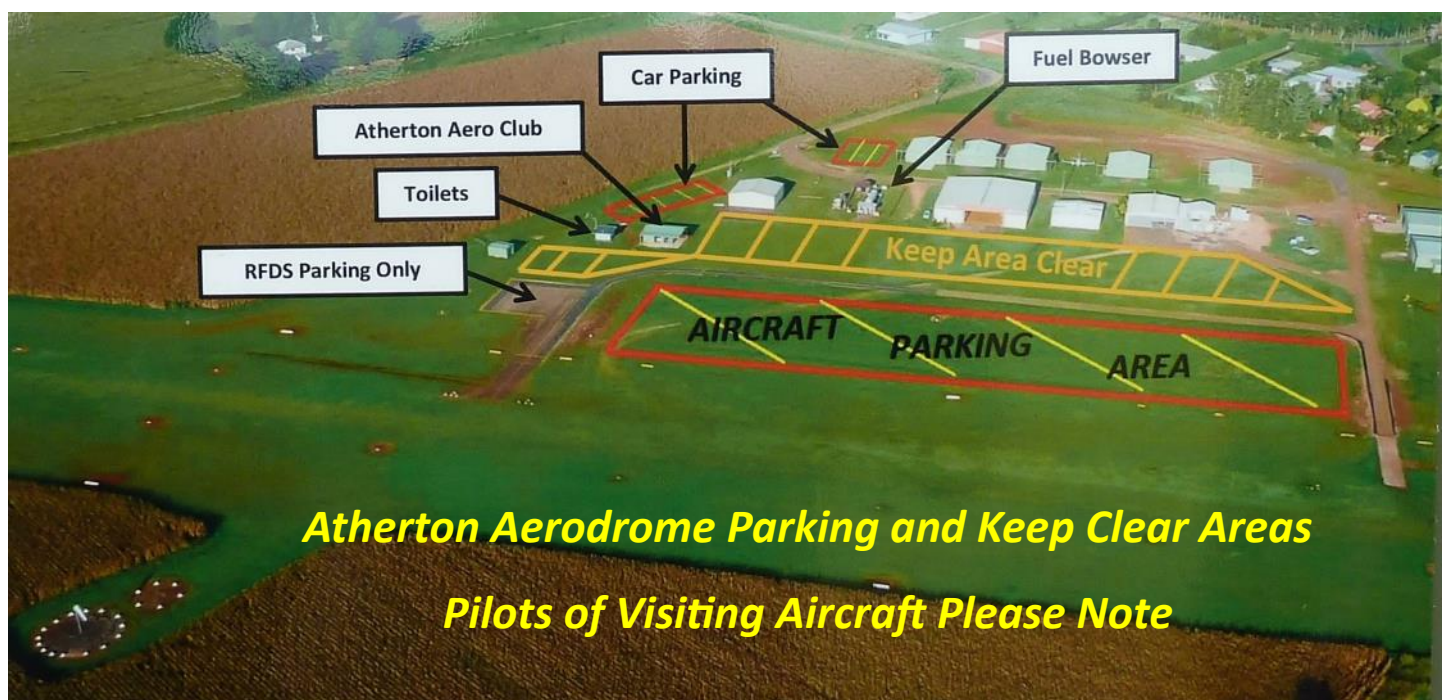 Fuel Bowser
Car Parking
Atherton Aero Club
Toilets
RFDS Parking Only
Keep Area Clear
AIRCRAFT PARKING AREA
Atherton Aerodrome Parking and Keep Clear Areas
Pilots of Visiting Aircraft Please Note